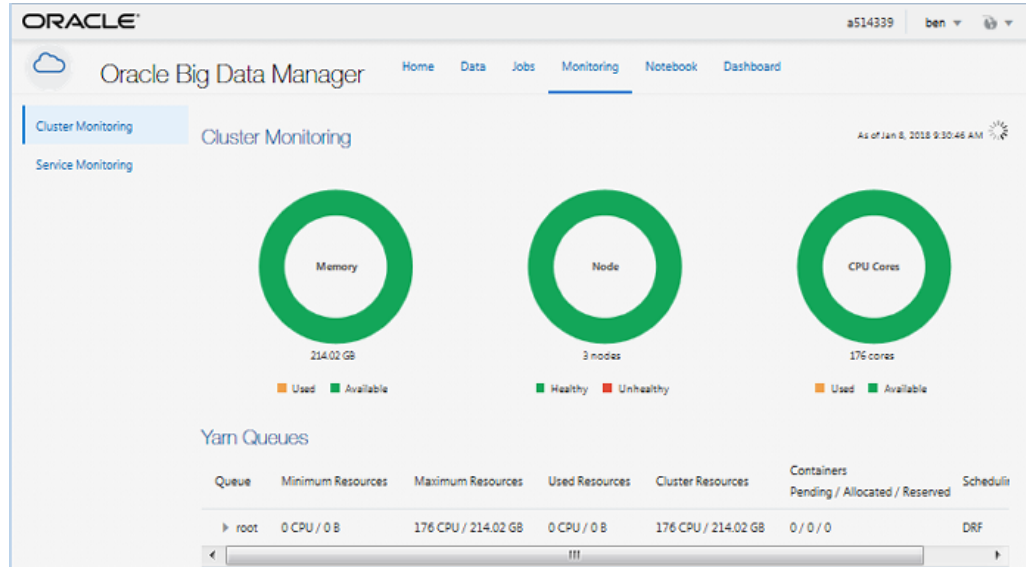 ORACLE®
a514339 ben
Oracle Big Data Manager
Home Data Jobs Monitoring Notebook Dashboard
Cluster Monitoring
Service Monitoring
Cluster Monitoring
As of Jan 8, 2018 9:30:46 AM
Memory
Node
CPU Cores
214.02 GB
3 nodes
176 cores
Used Available
Healthy Unhealthy
Used Available
Yarn Queues
Queue Minimum Resources Maximum Resources Used Resources Cluster Resources Containers Pending / Allocated / Reserved Schedulin
root 0 CPU / 0 B 176 CPU / 214.02 GB 0 CPU / 0 B 176 CPU / 214.02 GB 0 / 0 / 0 DRF